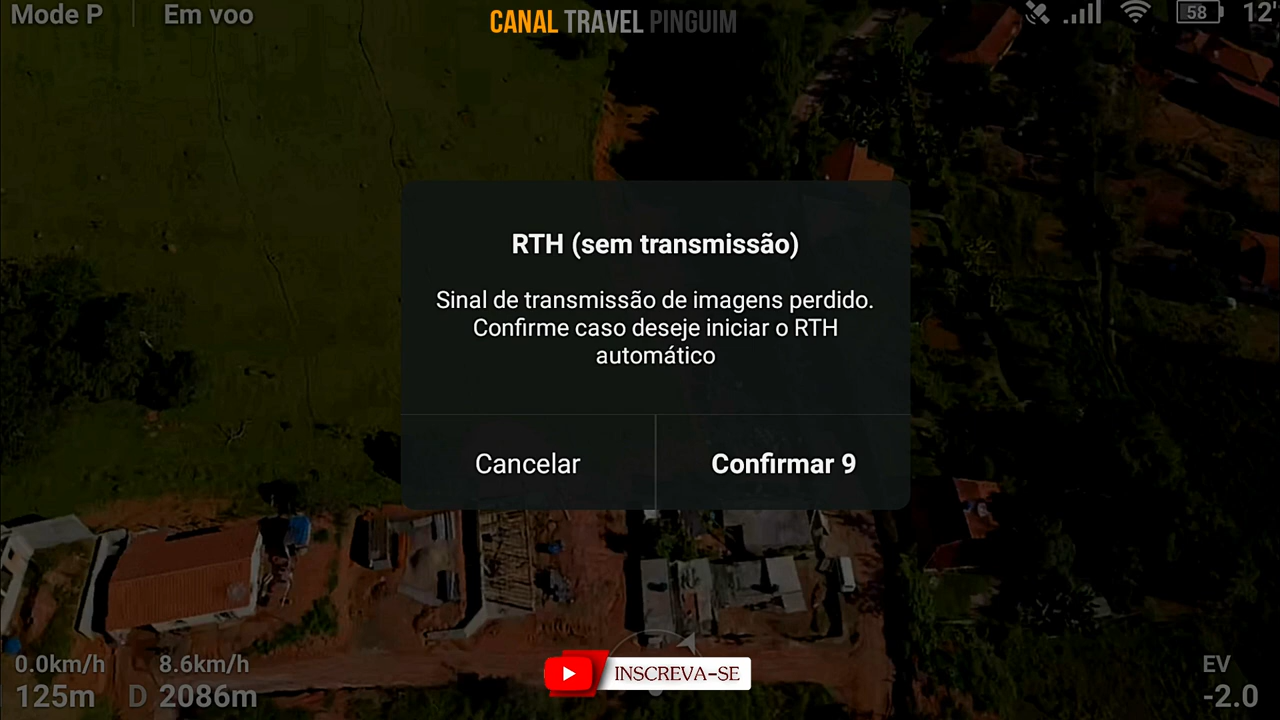 Mode P
Em voo
CANAL TRAVEL PINGUIM
58
RTH (sem transmissão)
Sinal de transmissão de imagens perdido.
Confirme caso deseje iniciar o RTH
automático
Cancelar
Confirmar 9
0.0km/h
8.6km/h
125m
D 2086m
INSCREVA-SE
EV
-2.0